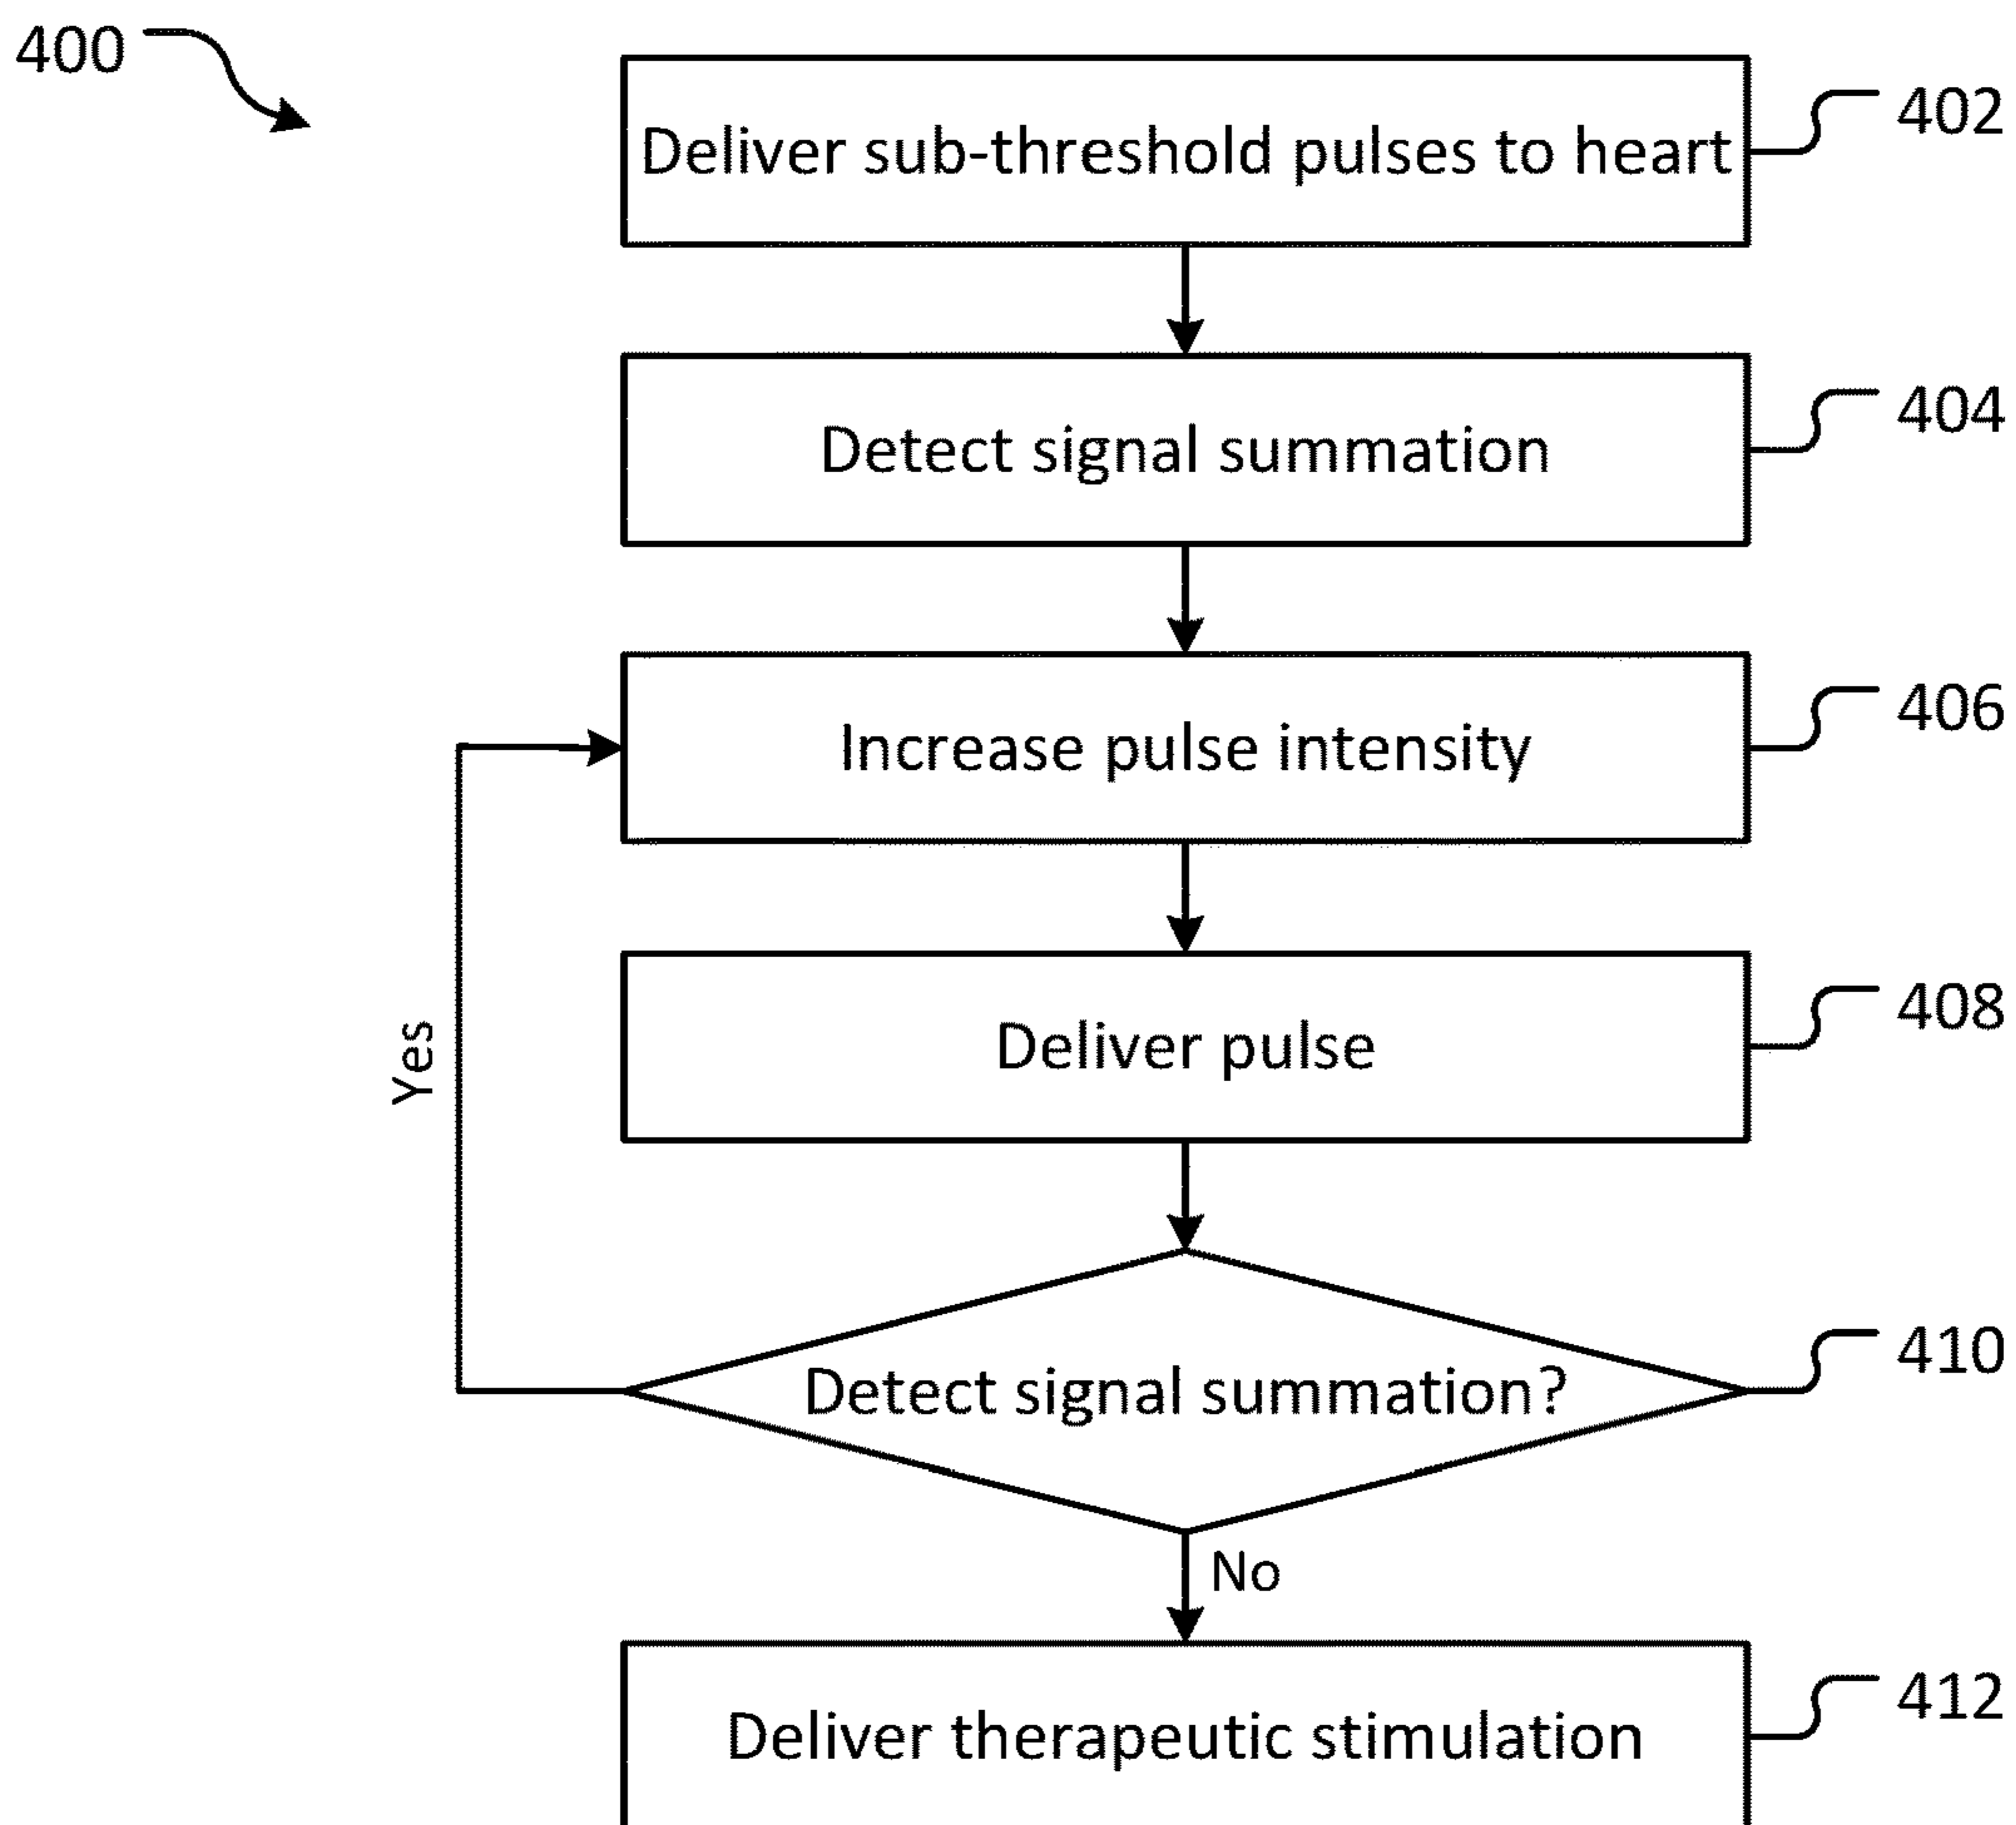 400
Deliver sub-threshold pulses to heart
402
Detect signal summation
404
Increase pulse intensity
406
Deliver pulse
408
Yes
Detect signal summation?
410
No
Deliver therapeutic stimulation
412